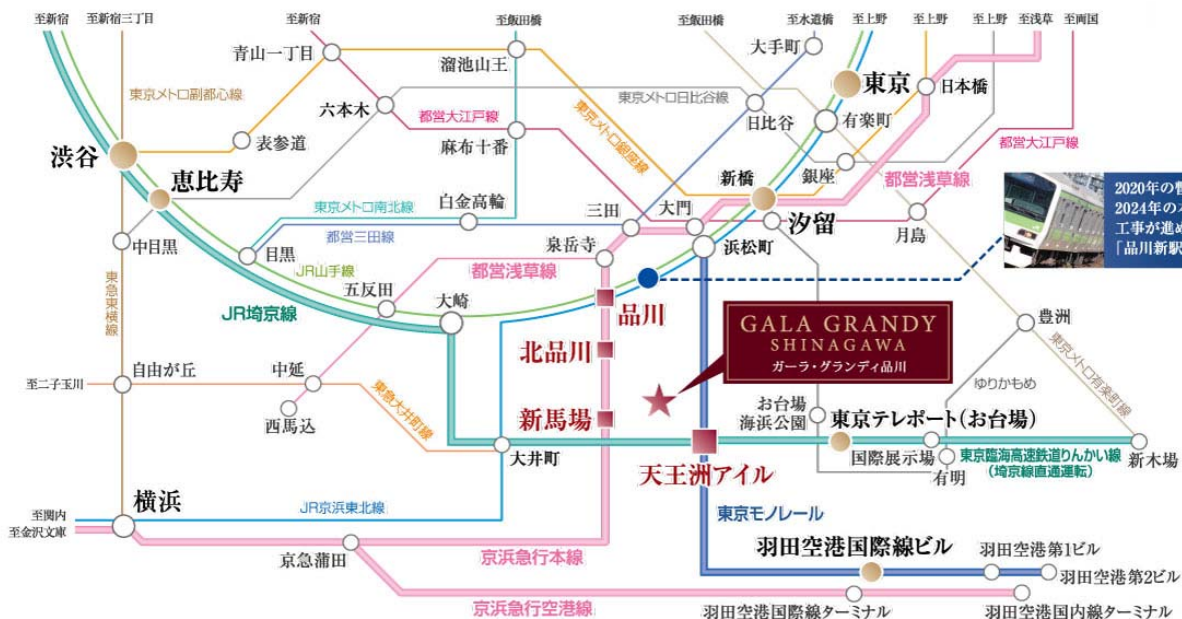 至新宿
至新宿三丁目
至新宿
至飯田橋
至飯田橋
至水道橋
至上野
至上野
至上野
至浅草
至両国
青山一丁目
溜池山王
大手町
東京
日本橋
東京メトロ副都心線
六本木
都営大江戸線
東京メトロ銀座線
東京メトロ日比谷線
日比谷
有楽町
渋谷
表参道
麻布十番
銀座
都営大江戸線
恵比寿
新橋
都営浅草線
東京メトロ南北線
白金高輪
三田
大門
汐留
月島
中目黒
都営三田線
泉岳寺
浜松町
目黒
JR山手線
都営浅草線
東急東横線
JR埼京線
五反田
大崎
品川
GALA GRANDY
SHINAGAWA
ガーラ・グランディ品川
豊洲
北品川
東京メトロ有楽町線
至二子玉川
自由が丘
中延
東急大井町線
新馬場
お台場
海浜公園
ゆりかもめ
東京テレポート(お台場)
西馬込
大井町
天王洲アイル
国際展示場
有明
東京臨海高速鉄道りんかい線
(埼京線直通運転)
新木場
横浜
至関内
至金沢文庫
JR京浜東北線
東京モノレール
京急蒲田
京浜急行本線
羽田空港国際線ビル
羽田空港第1ビル
羽田空港第2ビル
京浜急行空港線
羽田空港国際線ターミナル
羽田空港国内線ターミナル
2020年の
2024年の
工事が進
「品川新駅